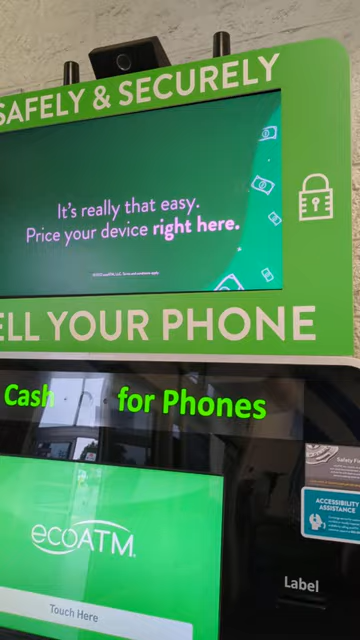 SAFELY & SECURELY
It's really that easy.
Price your device right here.
ELL YOUR PHONE
Cash for Phones
Safety
ACCESSIBILITY
ASSISTANCE
ecoATM
Label
Touch Here